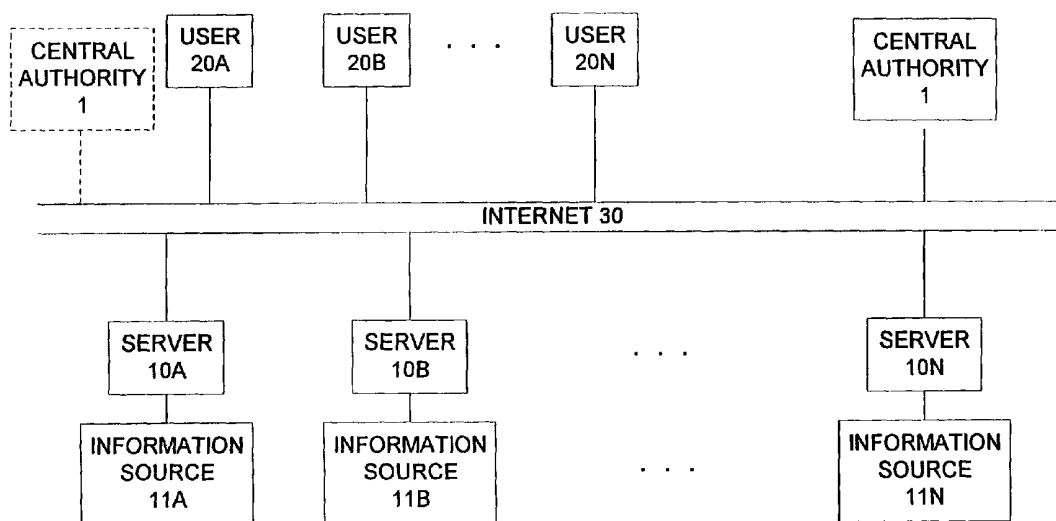 CENTRAL
AUTHORITY
1
USER
20A
USER
20B
. . .
USER
20N
CENTRAL
AUTHORITY
1
INTERNET 30
SERVER
10A
SERVER
10B
. . .
SERVER
10N
INFORMATION
SOURCE
11A
INFORMATION
SOURCE
11B
. . .
INFORMATION
SOURCE
11N